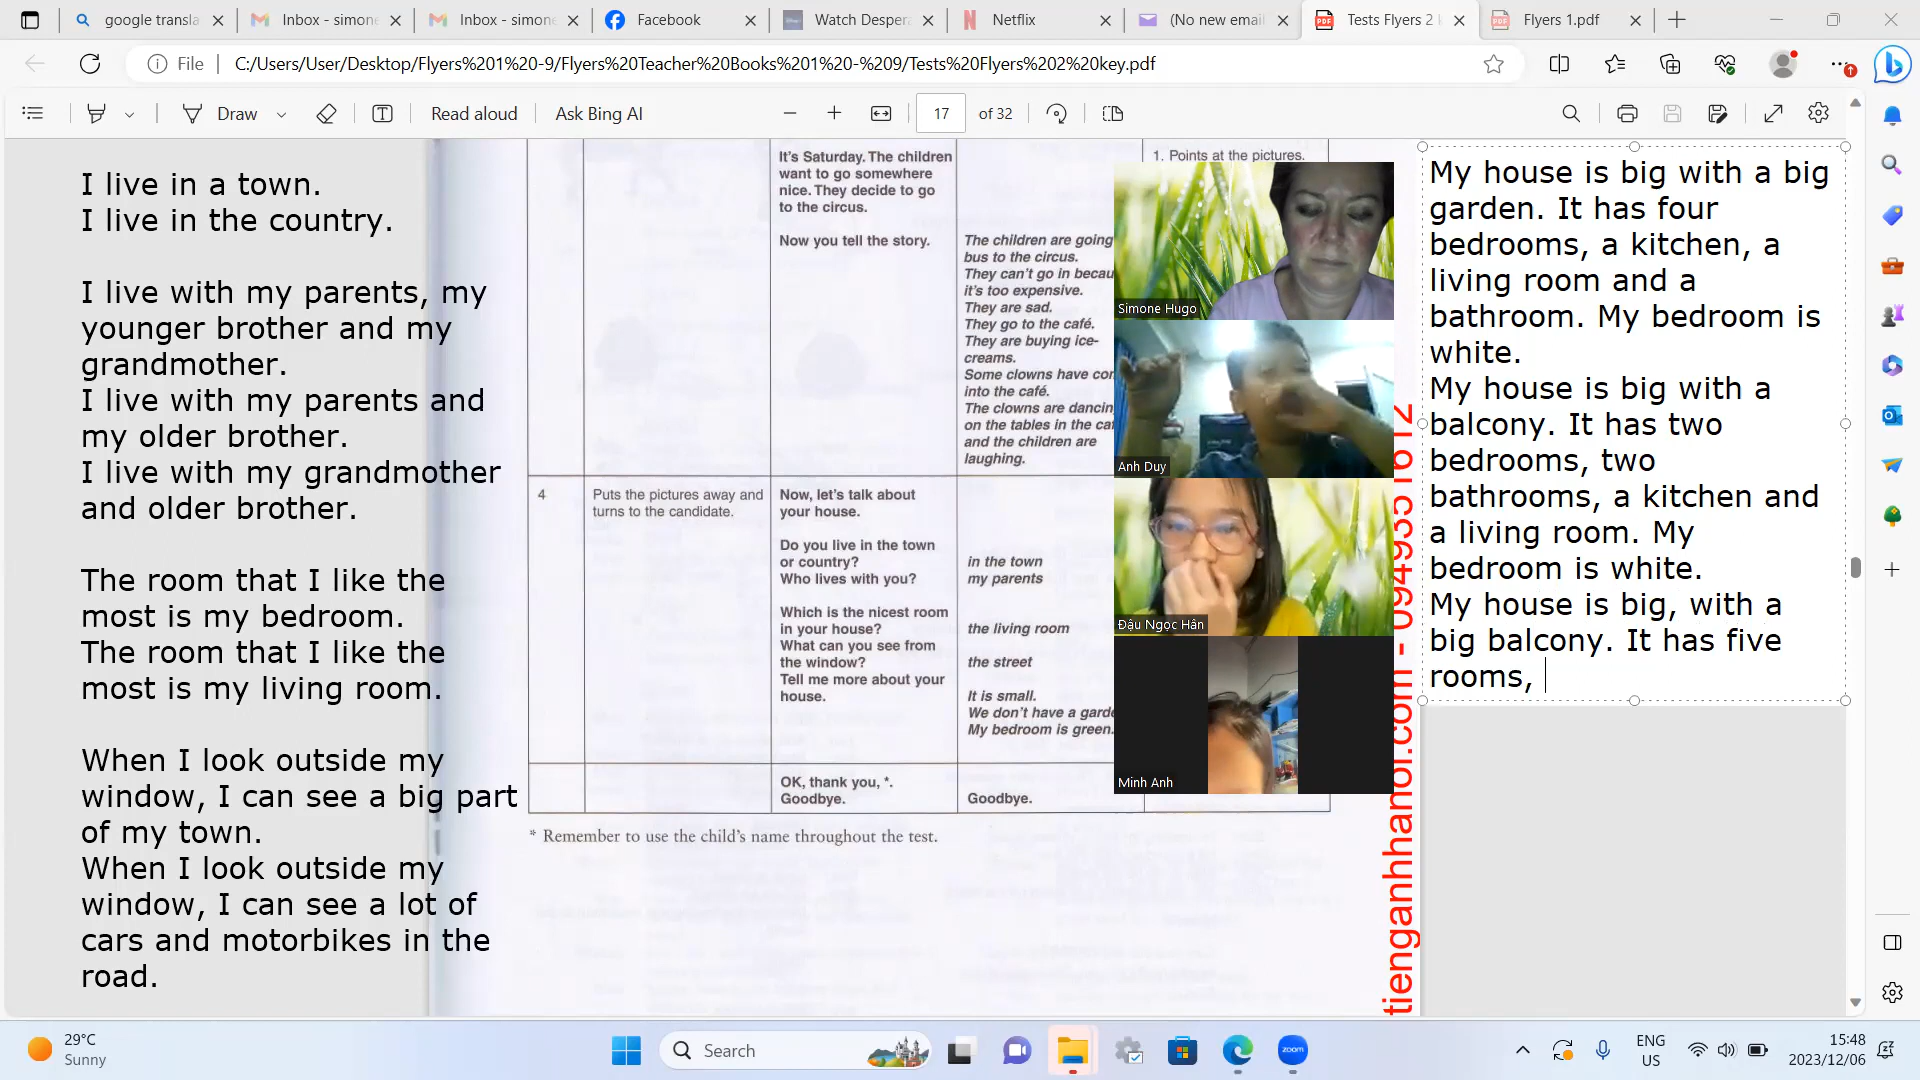 google transla
Inbox - simone
Inbox - simone
Facebook
Watch Despera
Netflix
(No new email
Tests Flyers 2 k
Flyers 1.pdf
File
C:/Users/User/Desktop/Flyers%201%20-9/Flyers%20Teacher%20Books%201%20-%209/Tests%20Flyers%202%20key.pdf
Draw
Read aloud
Ask Bing AI
17
of 32
I live in a town.
I live in the country.
I live with my parents, my
younger brother and my
grandmother.
I live with my parents and
my older brother.
I live with my grandmother
and older brother.
The room that I like the
most is my bedroom.
The room that I like the
most is my living room.
When I look outside my
window, I can see a big part
of my town.
When I look outside my
window, I can see a lot of
cars and motorbikes in the
road.
It's Saturday. The children
want to go somewhere
nice. They decide to go
to the circus.
Now you tell the story.
The children are going
bus to the circus.
They can't go in becau
it's too expensive.
They are sad.
They go to the café.
They are buying ice-
creams.
Some clowns have con
into the café.
The clowns are dancin
on the tables in the caf
and the children are
laughing.
1. Points at the pictures.
4
Puts the pictures away and
turns to the candidate.
Now, let's talk about
your house.
Do you live in the town
or country?
Who lives with you?
Which is the nicest room
in your house?
What can you see from
the window?
Tell me more about your
house.
in the town
my parents
the living room
the street
It is small.
We don't have a garde
My bedroom is green.
OK, thank you, *.
Goodbye.
Goodbye.
* Remember to use the child's name throughout the test.
Simone Hugo
Anh Duy
Đậu Ngọc Hân
Minh Anh
tienganhhanoi.com - 0949351612
My house is big with a big
garden. It has four
bedrooms, a kitchen, a
living room and a
bathroom. My bedroom is
white.
My house is big with a
balcony. It has two
bedrooms, two
bathrooms, a kitchen and
a living room. My
bedroom is white.
My house is big, with a
big balcony. It has five
rooms,
29°C
Sunny
Search
zoom
ENG
US
15:48
2023/12/06